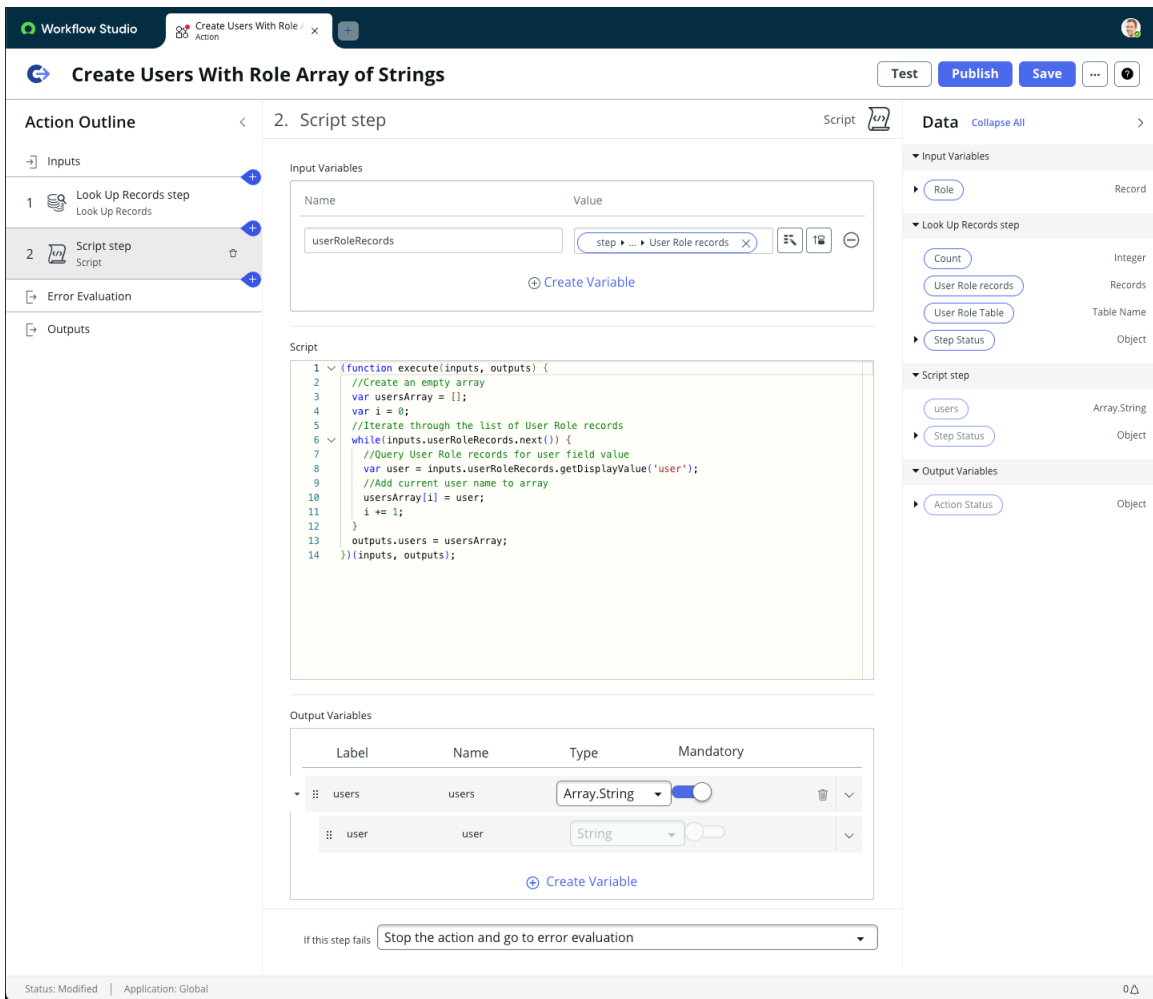 Workflow Studio
Create Users With Role
Action
Create Users With Role Array of Strings
Test
Publish
Save
...
?
Action Outline
Inputs
1
Look Up Records step
Look Up Records
2
Script step
Script
Error Evaluation
Outputs
2. Script step
Script
Input Variables
Name
Value
userRoleRecords
step ▸ ... ▸ User Role records
Create Variable
Script
1 (function execute(inputs, outputs) {
2 //Create an empty array
3 var usersArray = [];
4 var i = 0;
5 //Iterate through the list of User Role records
6 while(inputs.userRoleRecords.next()) {
7 //Query User Role records for user field value
8 var user = inputs.userRoleRecords.getDisplayValue('user');
9 //Add current user name to array
10 usersArray[i] = user;
11 i += 1;
12 }
13 outputs.users = usersArray;
14 })(inputs, outputs);
Output Variables
Label Name Type Mandatory
users users Array.String
user user String
Create Variable
If this step fails Stop the action and go to error evaluation
Data Collapse All
Input Variables
Role Record
Look Up Records step
Count Integer
User Role records Records
User Role Table Table Name
Step Status Object
Script step
users Array.String
Step Status Object
Output Variables
Action Status Object
Status: Modified | Application: Global
0